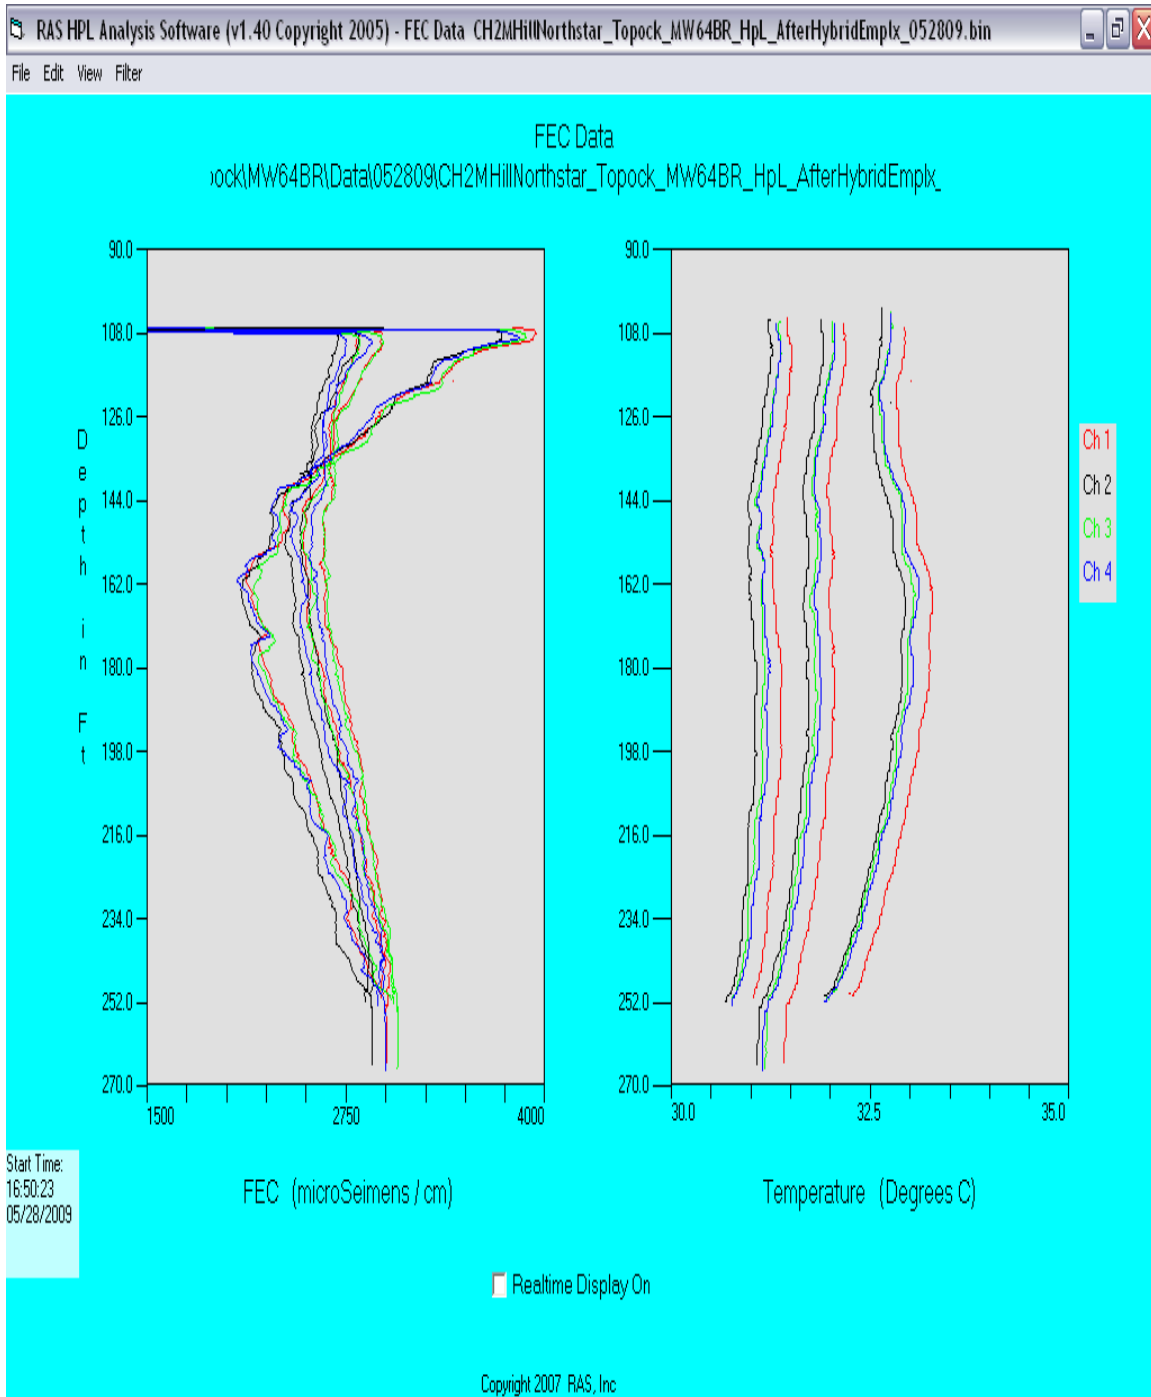 RAS HPL Analysis Software (v1.40 Copyright 2005) - FEC Data CH2MHillNorthstar_Topock_MW64BR_HpL_AfterHybridEmplx_052809.bin
File Edit View Filter
FEC Data
pock\MW64BR\Data\052809\CH2MHillNorthstar_Topock_MW64BR_HpL_AfterHybridEmplx_
90.0
108.0
126.0
144.0
162.0
180.0
198.0
216.0
234.0
252.0
270.0
Depth in Ft
1500 2750 4000
FEC (microSeimens / cm)
90.0
108.0
126.0
144.0
162.0
180.0
198.0
216.0
234.0
252.0
270.0
30.0 32.5 35.0
Temperature (Degrees C)
Ch 1
Ch 2
Ch 3
Ch 4
Start Time:
16:50:23
05/28/2009
Realtime Display On
Copyright 2007 RAS, Inc